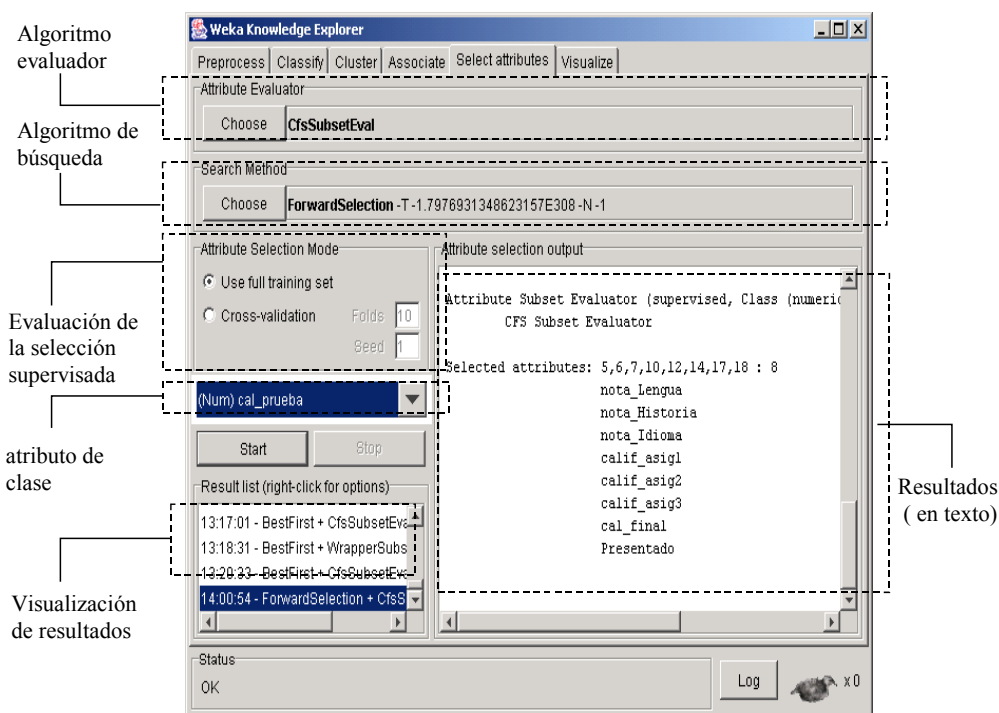 Algoritmo
evaluador
Algoritmo de
búsqueda
Evaluación de
la selección
supervisada
atributo de
clase
Visualización
de resultados
Weka Knowledge Explorer
Preprocess Classify Cluster Associate Select attributes Visualize
Attribute Evaluator
Choose CfsSubsetEval
Search Method
Choose ForwardSelection -T -1.7976931348623157E308 -N -1
Attribute Selection Mode
Use full training set
Cross-validation Folds 10
Seed 1
(Num) cal_prueba
Start Stop
Result list (right-click for options)
13:17:01 - BestFirst + CfsSubsetEva
13:18:31 - BestFirst + WrapperSubs
13:20:33 - BestFirst + CfsSubsetEva
14:00:54 - ForwardSelection + CfsS
Attribute selection output
Attribute Subset Evaluator (supervised, Class (numeric
CFS Subset Evaluator
Selected attributes: 5,6,7,10,12,14,17,18 : 8
nota_Lengua
nota_Historia
nota_Idioma
calif_asig1
calif_asig2
calif_asig3
cal_final
Presentado
Status
OK
Log x 0
Resultados
( en texto)